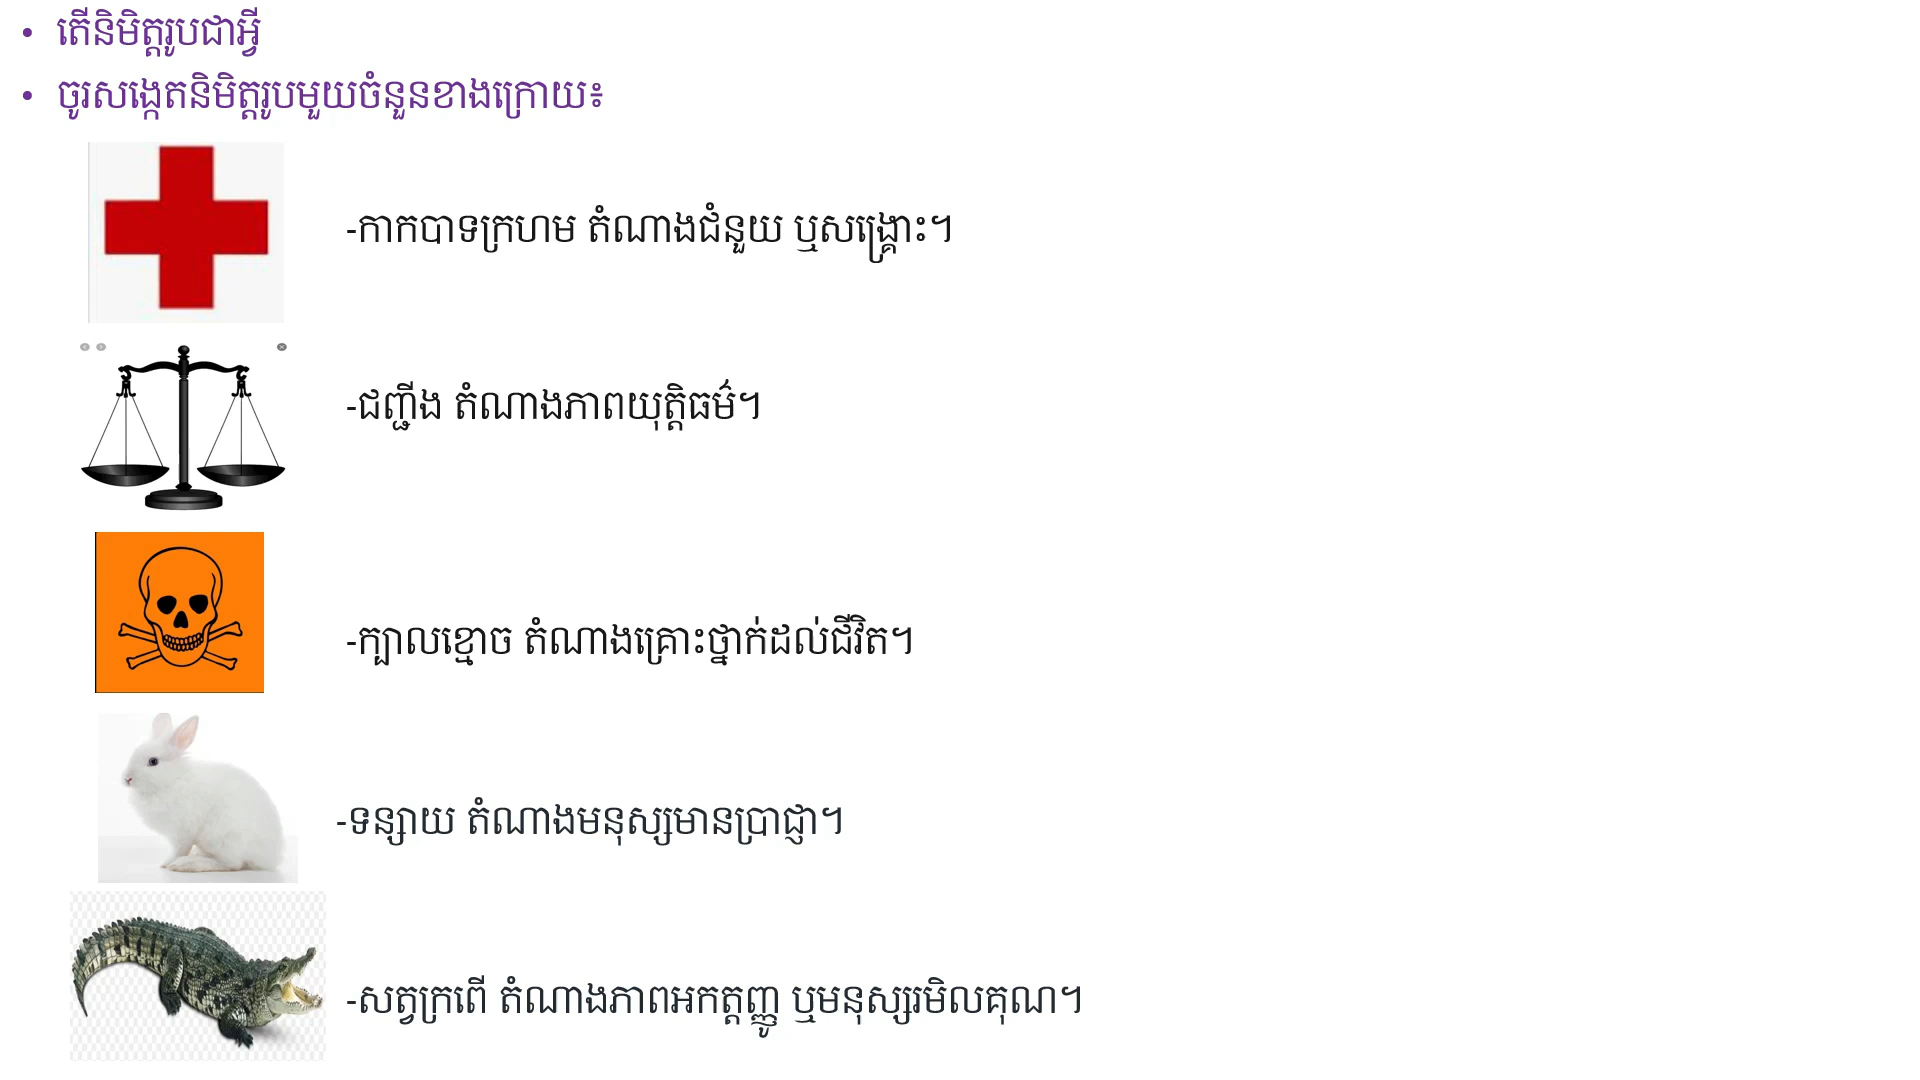 • តើនិមិត្តរូបជាអ្វី
• ចូរសង្កេតនិមិត្តរូបមួយចំនួនខាងក្រោយ៖
-កាកបាទក្រហម តំណាងជំនួយ ឬសង្គ្រោះ។
-ជញ្ជីង តំណាងភាពយុត្តិធម៌។
-ក្បាលខ្មោច តំណាងគ្រោះថ្នាក់ដល់ជីវិត។
-ទន្សាយ តំណាងមនុស្សមានប្រាជ្ញា។
-សត្វក្រពើ តំណាងភាពអកត្តញ្ញូ ឬមនុស្សរមិលគុណ។